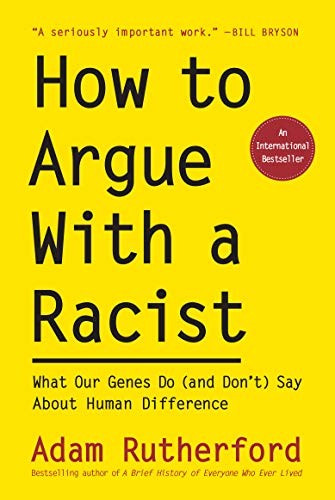 "A seriously important work." —BILL BRYSON
How to
Argue
With a
Racist
An
International
Bestseller
What Our Genes Do (and Don't) Say
About Human Difference
Adam Rutherford
Bestselling author of A Brief History of Everyone Who Ever Lived